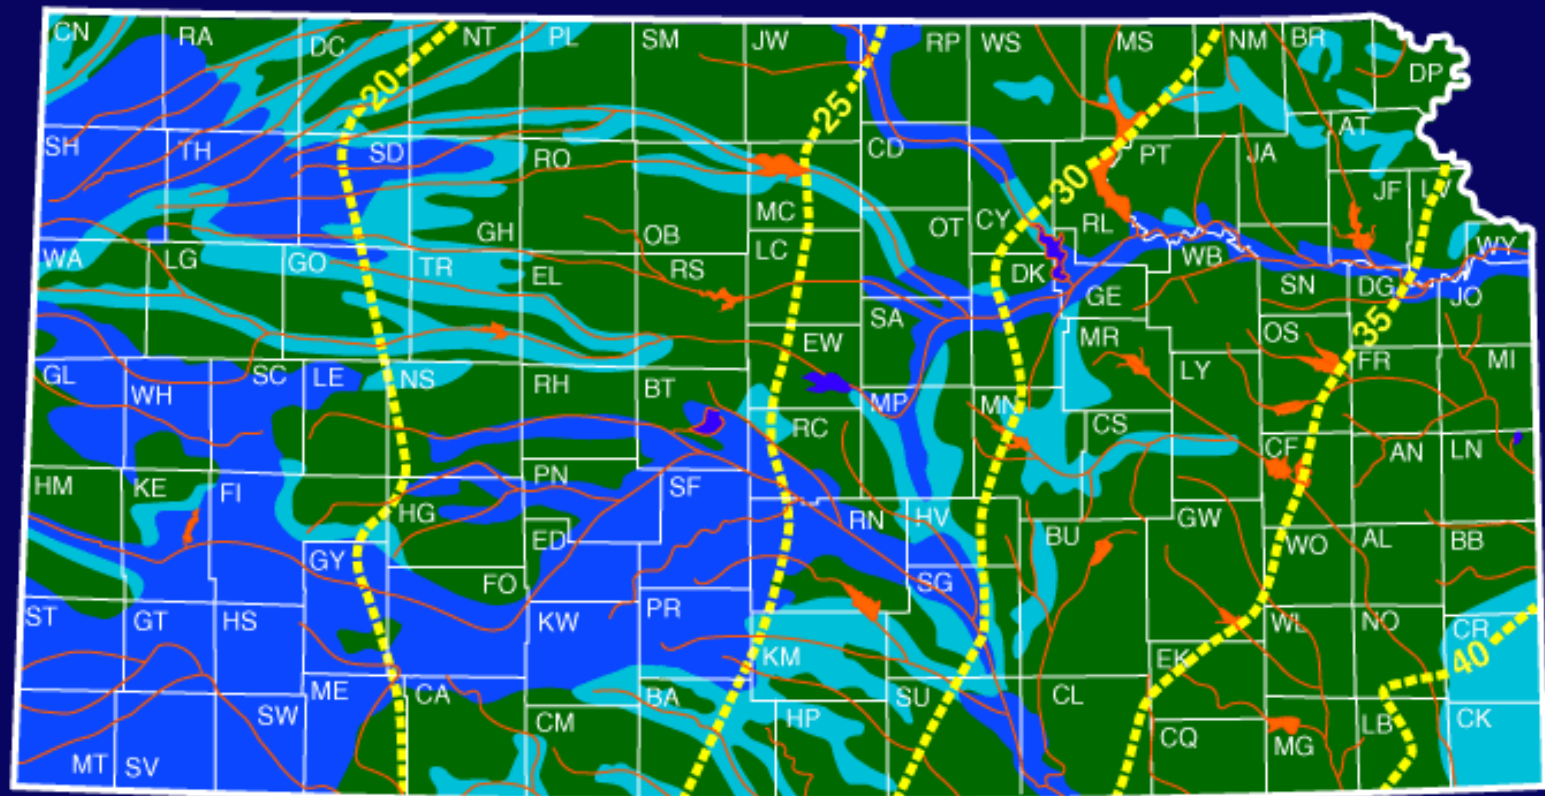 CN
RA
DC
NT
PL
SM
JW
RP
WS
MS
NM
BR
DP
20
25
30
SH
TH
SD
RO
OB
MC
CD
OT
CY
RL
PT
JA
AT
JF
LV
WY
GH
WA
LG
GO
TR
EL
RS
LC
SA
DK
GE
WB
SN
DG
JO
35
EW
MR
OS
LY
FR
MI
GL
WH
SC
LE
NS
RH
BT
RC
MP
MN
CS
CF
AN
LN
HM
KE
FI
HG
PN
SF
ED
RN
HV
BU
GW
WO
AL
BB
GY
FO
SG
ST
GT
HS
KW
PR
KM
EK
WL
NO
CR
40
ME
SW
CA
CM
BA
HP
SU
CL
CQ
MG
LB
CK
MT
SV